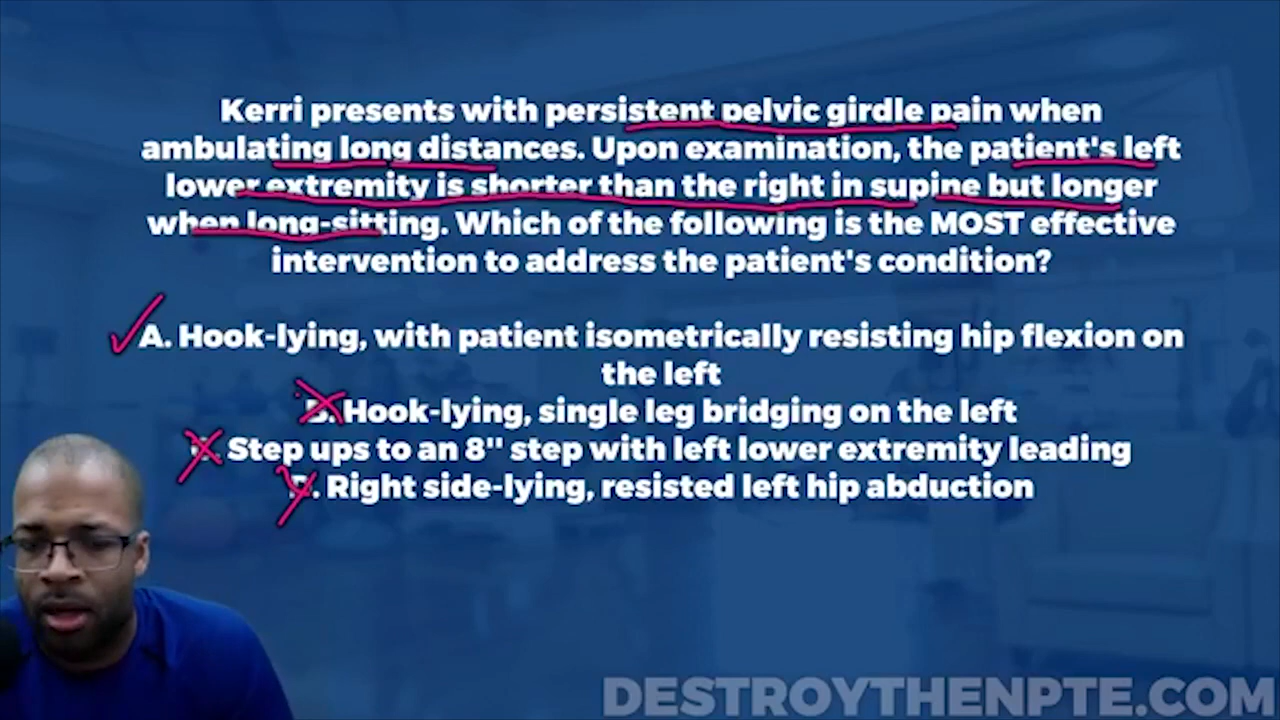 Kerri presents with persistent pelvic girdle pain when
ambulating long distances. Upon examination, the patient's left
lower extremity is shorter than the right in supine but longer
when long-sitting. Which of the following is the MOST effective
intervention to address the patient's condition?
A. Hook-lying, with patient isometrically resisting hip flexion on
the left
B. Hook-lying, single leg bridging on the left
C. Step ups to an 8'' step with left lower extremity leading
D. Right side-lying, resisted left hip abduction
DESTROYTHENPTE.COM